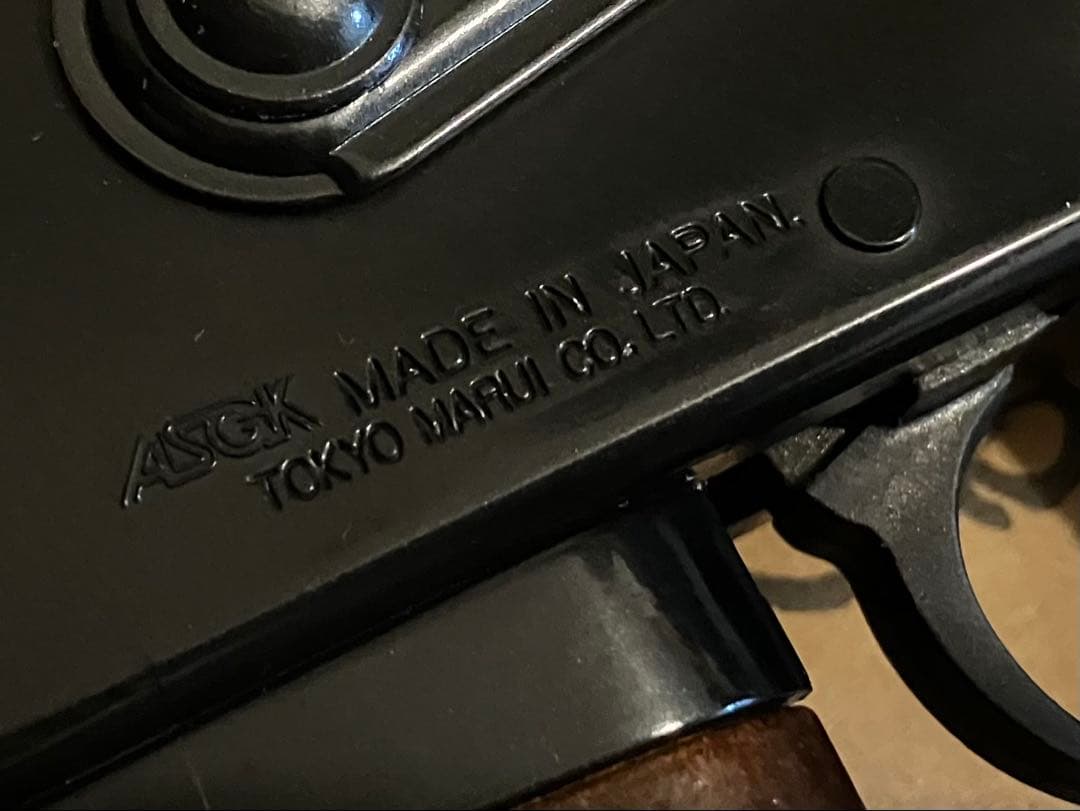 ASGK MADE IN JAPAN.
TOKYO MARUI CO. LTD.